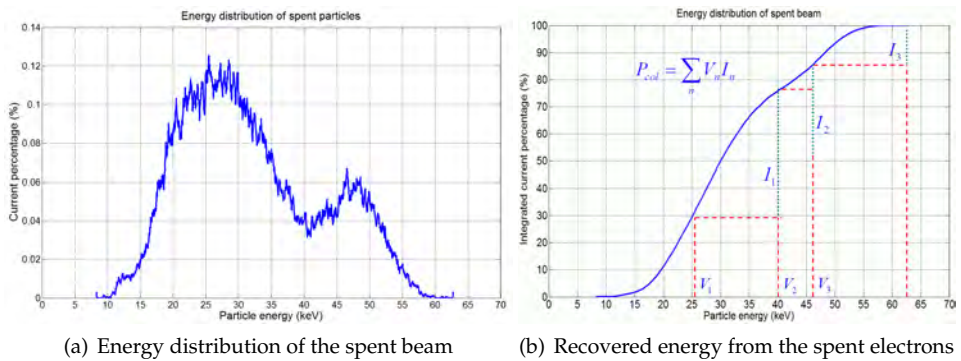 Energy distribution of spent particles
0.14
0.12
0.1
0.08
0.06
0.04
0.02
0
Current percentage (%)
0 5 10 15 20 25 30 35 40 45 50 55 60 65 70
Particle energy (keV)
(a) Energy distribution of the spent beam
Energy distribution of spent beam
100
90
80
70
60
50
40
30
20
10
0
Integrated current percentage (%)
P_col = ∑_n V_n I_n
I_3
I_2
I_1
V_1 V_2 V_3
0 5 10 15 20 25 30 35 40 45 50 55 60 65 70
Particle energy (keV)
(b) Recovered energy from the spent electrons